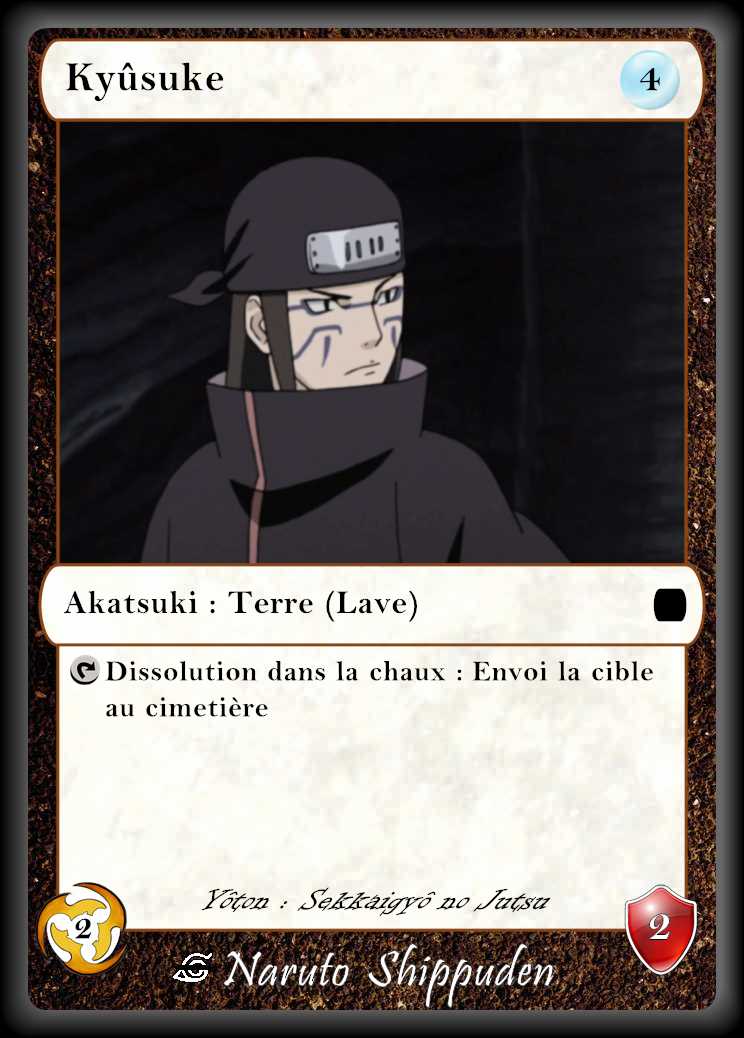 Kyûsuke
4
Akatsuki : Terre (Lave)
Dissolution dans la chaux : Envoi la cible
au cimetière
Yôton : Sekkaigyô no Jutsu
2
2
Naruto Shippuden